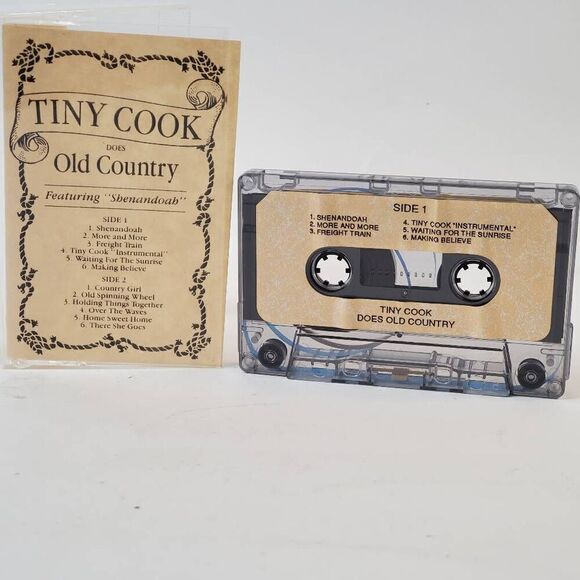 TINY COOK
DOES
Old Country
Featuring "Shenandoah"
SIDE 1
1. Shenandoah
2. More and More
3. Freight Train
4. Tiny Cook "Instrumental"
5. Waiting For The Sunrise
6. Making Believe
SIDE 2
1. Country Girl
2. Old Spinning Wheel
3. Holding Things Together
4. Over The Waves
5. Home Sweet Home
6. There She Goes
SIDE 1
1. SHENANDOAH
2. MORE AND MORE
3. FREIGHT TRAIN
4. TINY COOK "INSTRUMENTAL"
5. WAITING FOR THE SUNRISE
6. MAKING BELIEVE
TINY COOK
DOES OLD COUNTRY